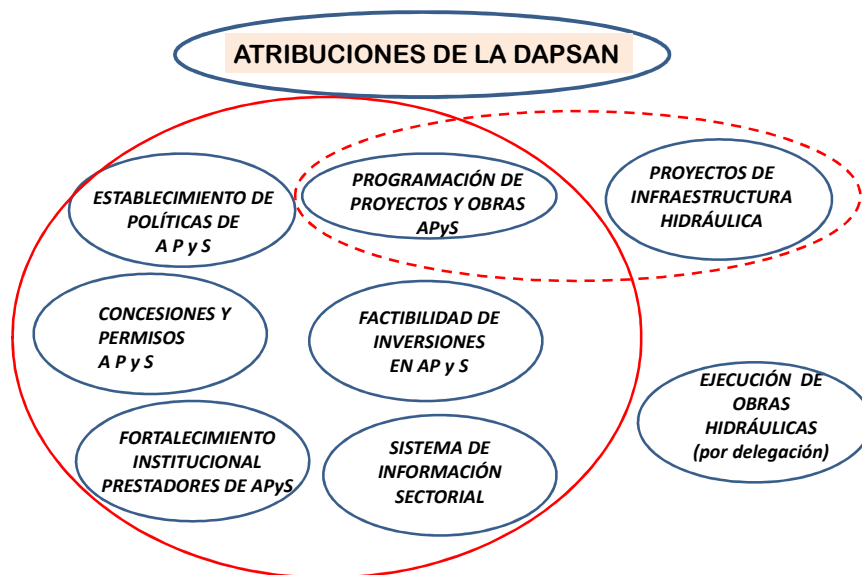 ATRIBUCIONES DE LA DAPSAN
ESTABLECIMIENTO DE
POLÍTICAS DE
A P y S
PROGRAMACIÓN DE
PROYECTOS Y OBRAS
APyS
PROYECTOS DE
INFRAESTRUCTURA
HIDRÁULICA
CONCESIONES Y
PERMISOS
A P y S
FACTIBILIDAD DE
INVERSIONES
EN AP y S
EJECUCIÓN DE
OBRAS
HIDRÁULICAS
(por delegación)
FORTALECIMIENTO
INSTITUCIONAL
PRESTADORES DE APyS
SISTEMA DE
INFORMACIÓN
SECTORIAL